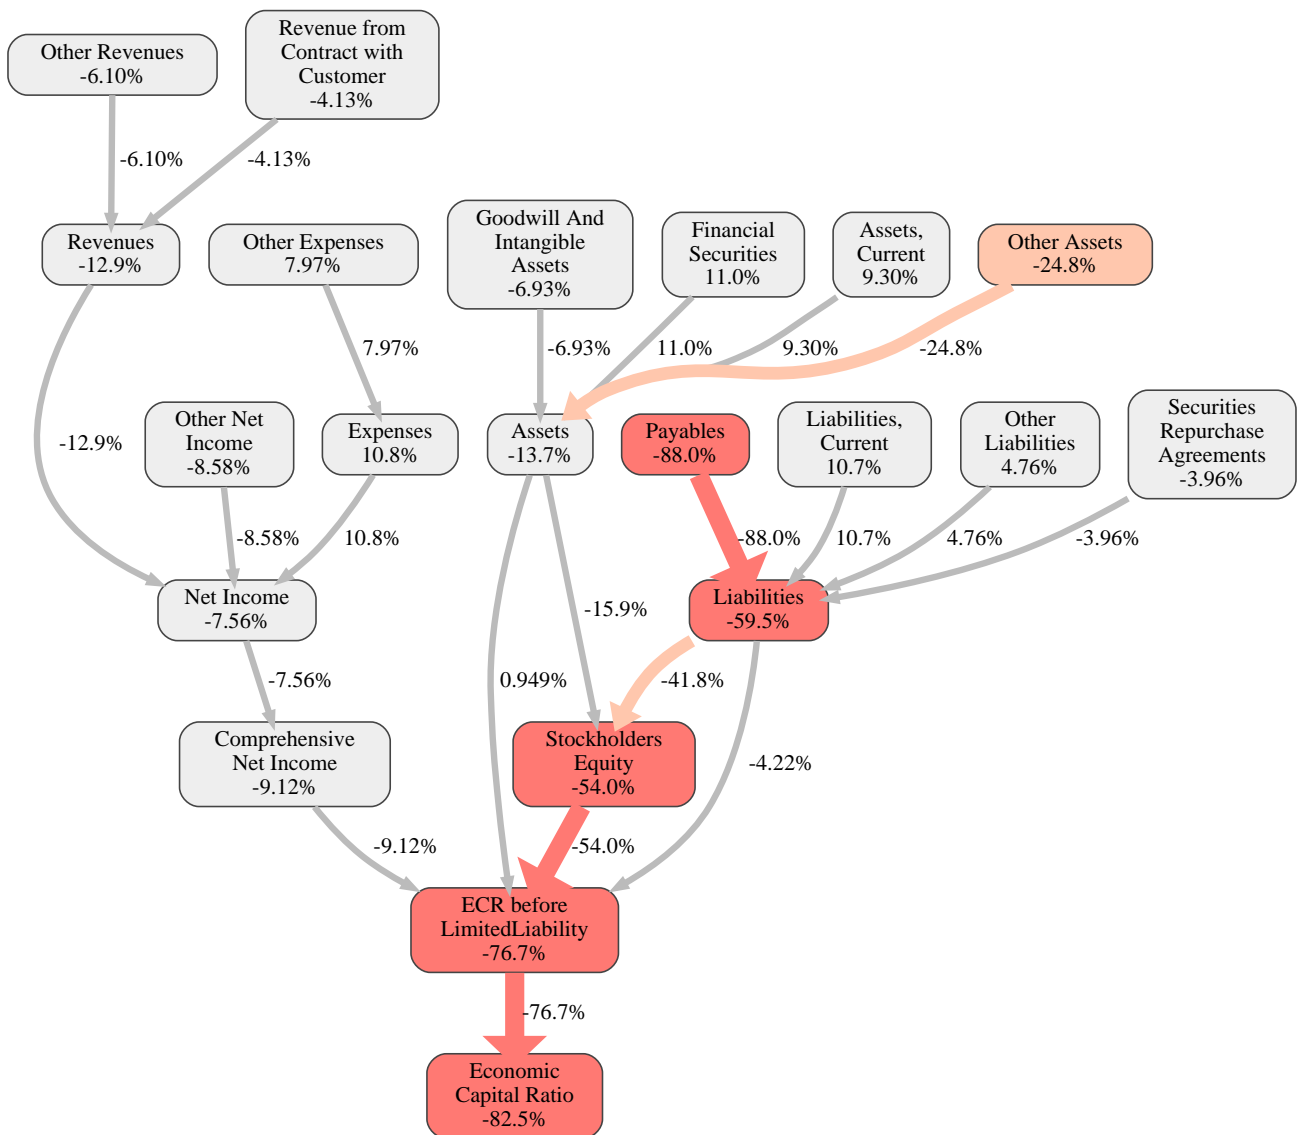 Other Revenues
-6.10%
Revenue from
Contract with
Customer
-4.13%
-6.10%
-4.13%
Revenues
-12.9%
Other Expenses
7.97%
Goodwill And
Intangible
Assets
-6.93%
Financial
Securities
11.0%
Assets,
Current
9.30%
Other Assets
-24.8%
7.97%
-6.93%
11.0%
9.30%
-24.8%
-12.9%
Other Net
Income
-8.58%
Expenses
10.8%
Assets
-13.7%
Payables
-88.0%
Liabilities,
Current
10.7%
Other
Liabilities
4.76%
Securities
Repurchase
Agreements
-3.96%
-8.58%
10.8%
-88.0%
10.7%
4.76%
-3.96%
Net Income
-7.56%
-15.9%
Liabilities
-59.5%
-7.56%
0.949%
-41.8%
Comprehensive
Net Income
-9.12%
Stockholders
Equity
-54.0%
-4.22%
-9.12%
-54.0%
ECR before
LimitedLiability
-76.7%
-76.7%
Economic
Capital Ratio
-82.5%